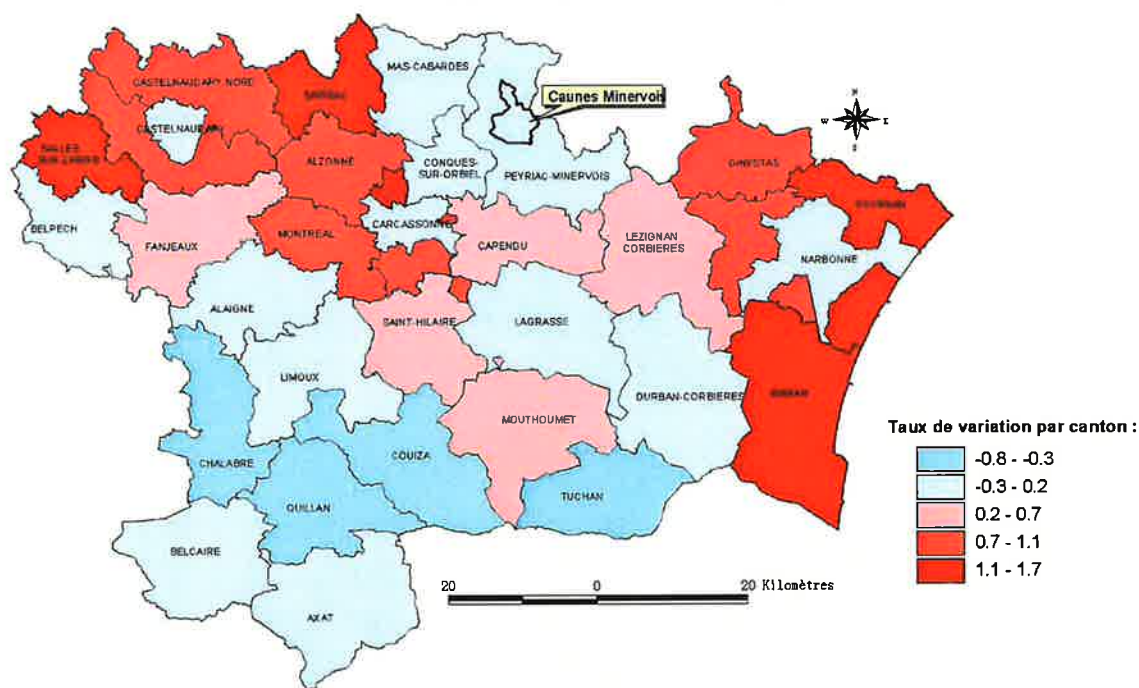 MAS-CABARDES
CASTELNAUDARY NORD
Caunes Minervois
N
W E
S
CASTELNAUDARY
ALZONNE
CONQUES-
SUR-ORBIEL
PEYRIAC-MINERVOIS
GINESTAS
BELPECH
FANJEAUX
MONTREAL
CARCASSONNE
CAPENDU
LEZIGNAN
CORBIERES
NARBONNE
ALAIGNE
SAINT-HILAIRE
LAGRASSE
LIMOUX
DURBAN-CORBIERES
MOUTHOUMET
CHALABRE
COUIZA
TUCHAN
QUILLAN
BELCAIRE
AXAT
20 0 20 Kilomètres
Taux de variation par canton :
-0.8 - -0.3
-0.3 - 0.2
0.2 - 0.7
0.7 - 1.1
1.1 - 1.7